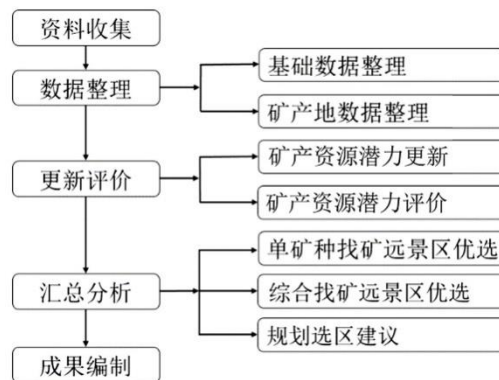 资料收集
数据整理
基础数据整理
矿产地数据整理
更新评价
矿产资源潜力更新
矿产资源潜力评价
汇总分析
单矿种找矿远景区优选
综合找矿远景区优选
规划选区建议
成果编制